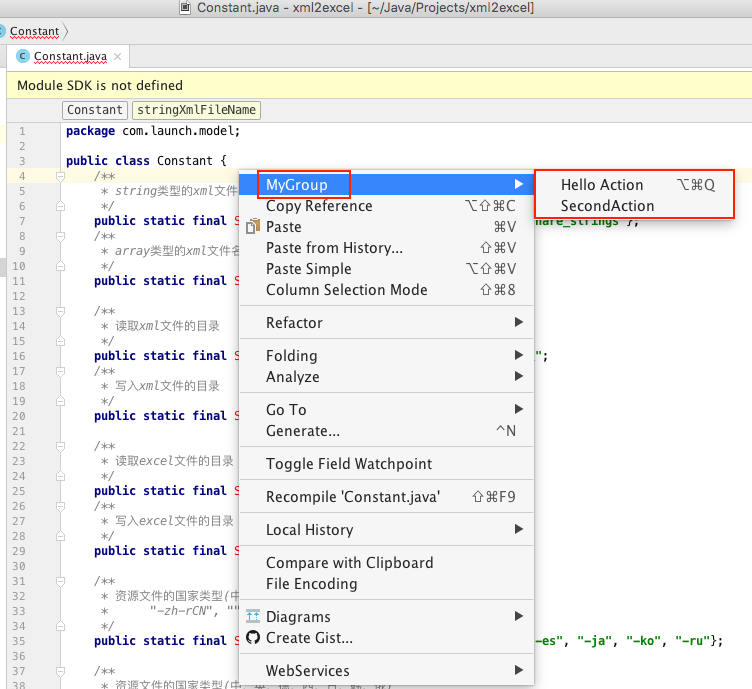 Constant.java - xml2excel - [~/Java/Projects/xml2excel]
Constant
Constant.java
Module SDK is not defined
Constant stringXmlFileName
1 package com.launch.model;
2
3 public class Constant {
4 /**
MyGroup
Hello Action ⌥⌘Q
5 * string类型的xml文件
Copy Reference ⌥⇧⌘C
SecondAction
6 */
7 public static final S
Paste ⌘V
hare_strings" };
8 /**
Paste from History... ⇧⌘V
9 * array类型的xml文件名
10 */
Paste Simple ⌥⇧⌘V
11 public static final S
Column Selection Mode ⇧⌘8
12
13 /**
Refactor
14 * 读取xml文件的目录
15 */
16 public static final S
Folding
";
17 /**
Analyze
18 * 写入xml文件的目录
19 */
Go To
20 public static final S
21
Generate... ^N
22 /**
23 * 读取excel文件的目录
Toggle Field Watchpoint
24 */
25 public static final S
Recompile 'Constant.java' ⇧⌘F9
26 /**
27 * 写入excel文件的目录
Local History
28 */
29 public static final S
30
Compare with Clipboard
31 /**
File Encoding
32 * 资源文件的国家类型(中
33 * "-zh-rCN", ""
Diagrams
34 */
Create Gist...
35 public static final S
-es", "-ja", "-ko", "-ru"};
36
37 /**
WebServices
38 * 资源文件的国家类型(中、英、德、西、日、韩、俄)